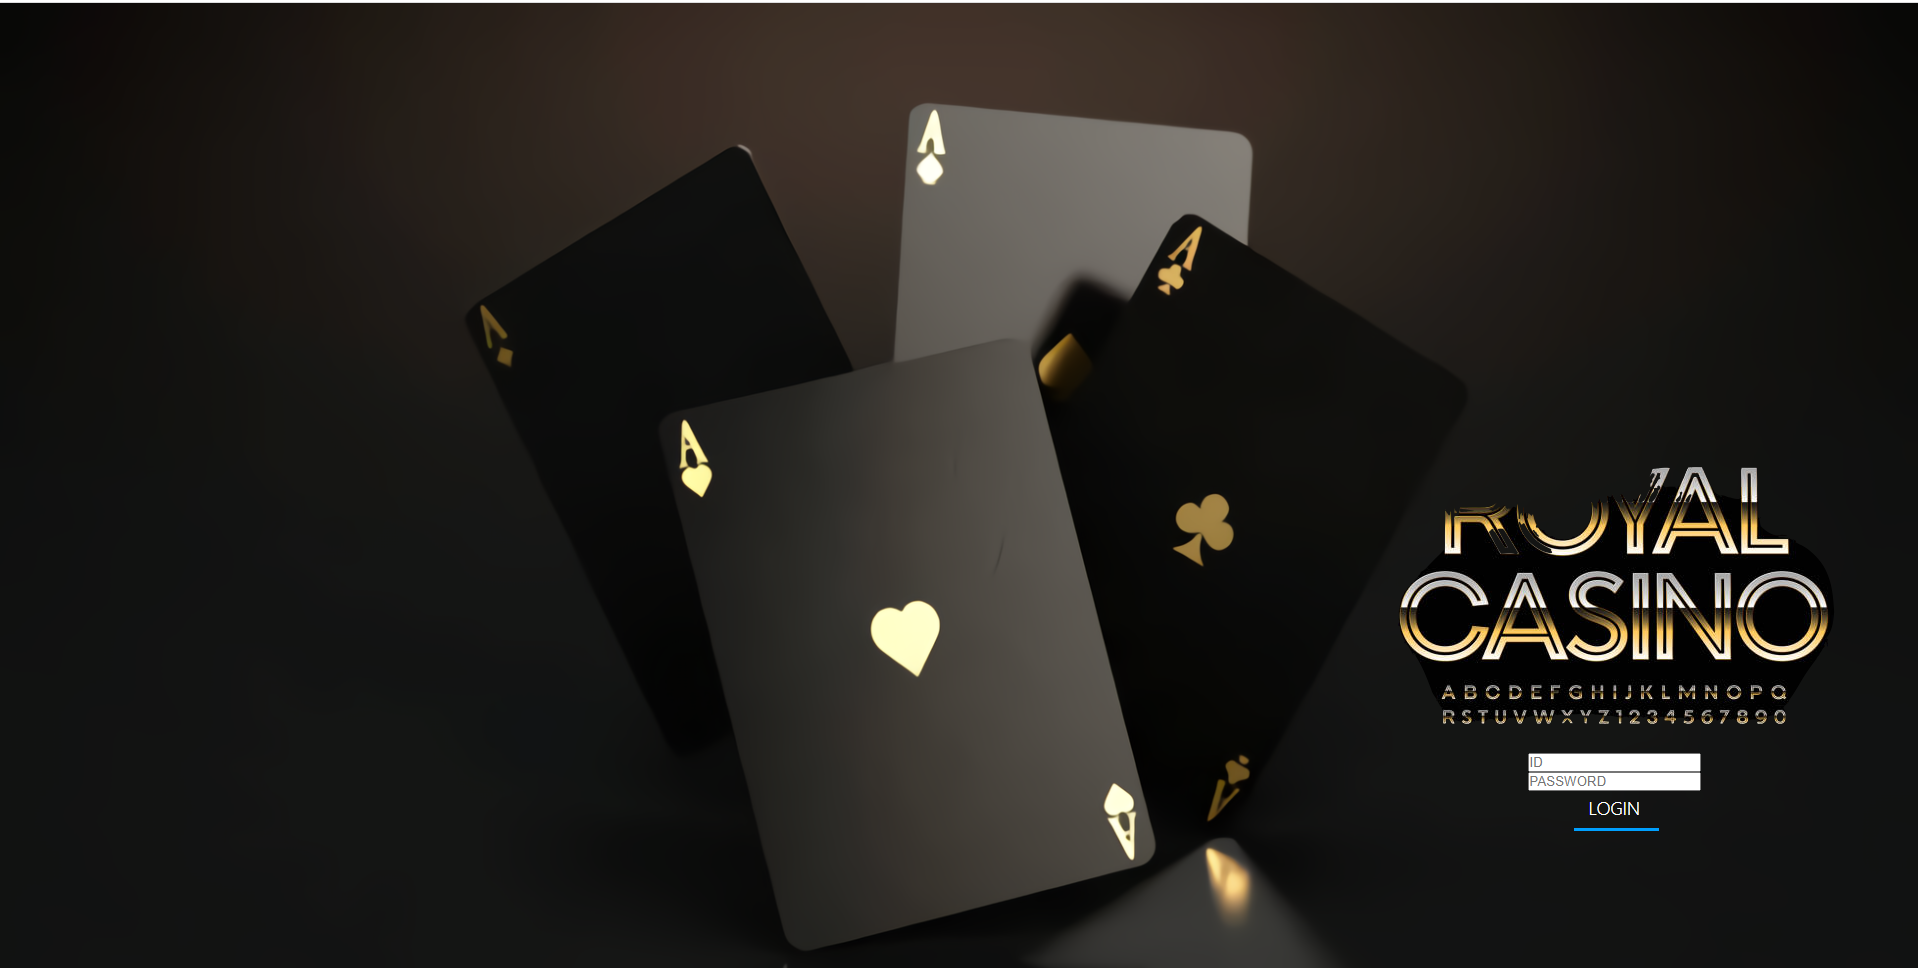 A
A
A
A
A
A
ROYAL
CASINO
ABCDEFGHIJKLMNOPQ
RSTUVWXYZ1234567890
ID
PASSWORD
LOGIN